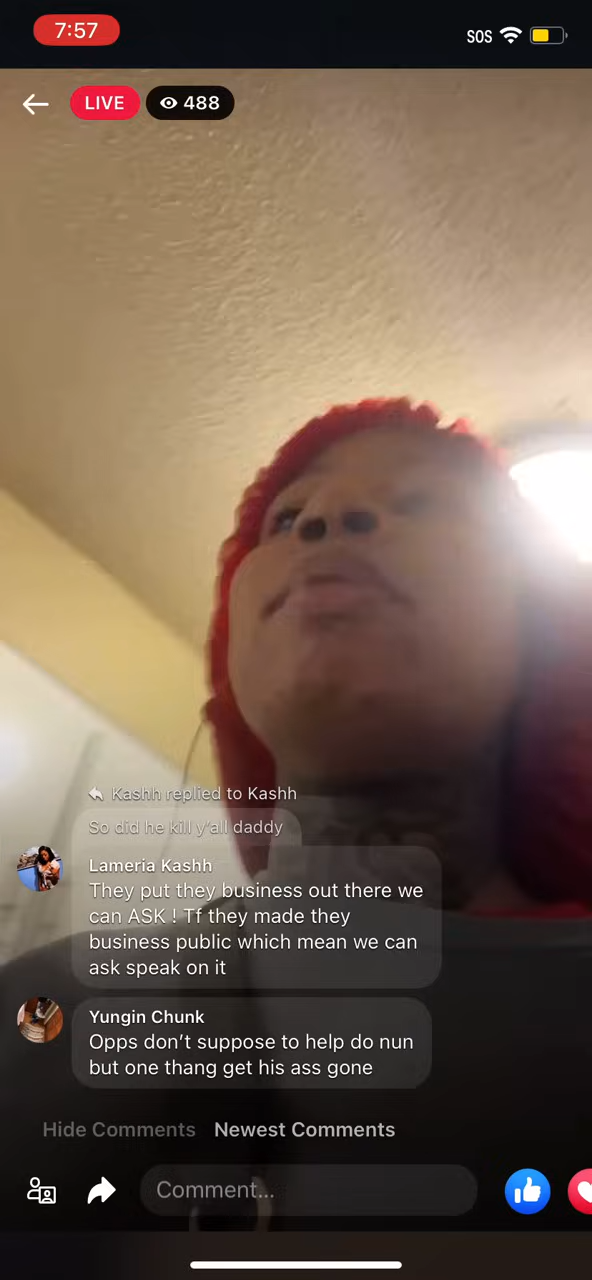 7:57
SOS
LIVE
488
Kashh replied to Kashh
So did he kill y'all daddy
Lameria Kashh
They put they business out there we
can ASK ! Tf they made they
business public which mean we can
ask speak on it
Yungin Chunk
Opps don't suppose to help do nun
but one thang get his ass gone
Hide Comments
Newest Comments
Comment...